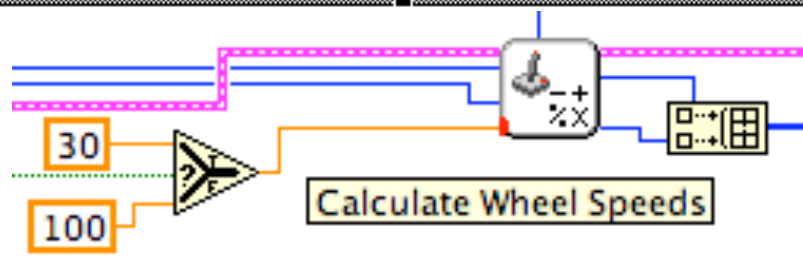 30
?
T
F
100
- +
% X
Calculate Wheel Speeds